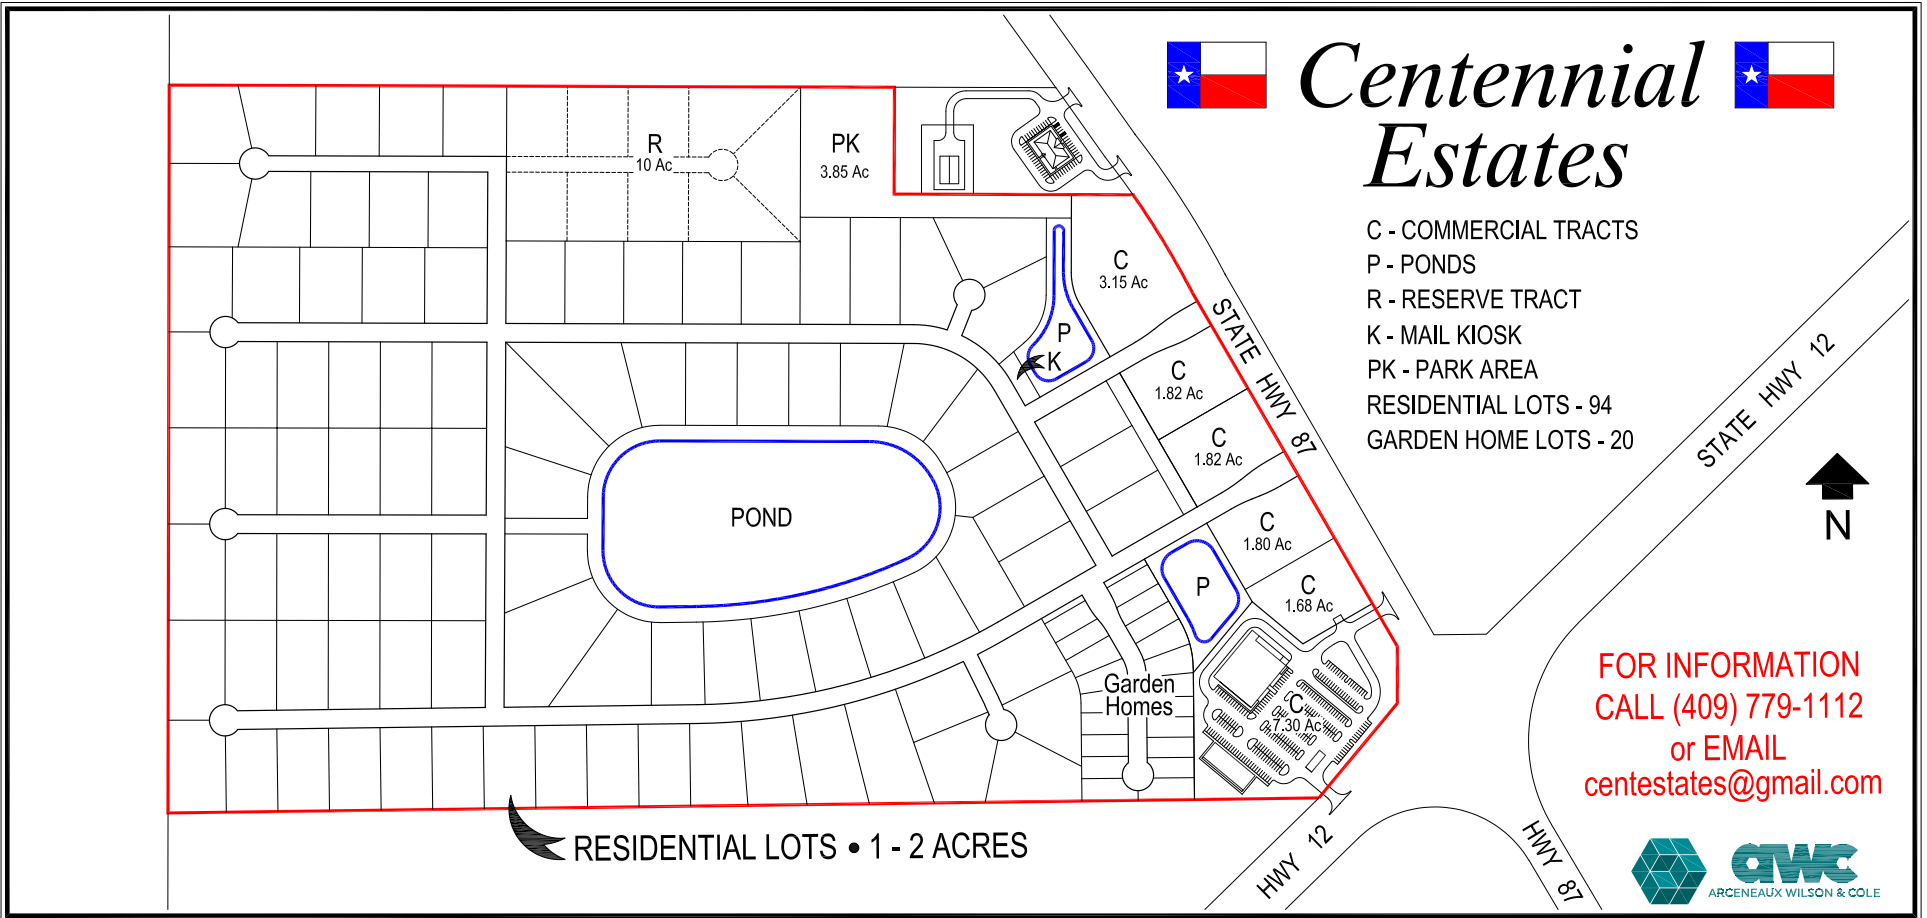 Centennial
Estates
C - COMMERCIAL TRACTS
P - PONDS
R - RESERVE TRACT
K - MAIL KIOSK
PK - PARK AREA
RESIDENTIAL LOTS - 94
GARDEN HOME LOTS - 20
R
10 Ac
PK
3.85 Ac
C
3.15 Ac
P
K
C
1.82 Ac
C
1.82 Ac
C
1.80 Ac
C
1.68 Ac
P
POND
Garden
Homes
C
7.30 Ac
STATE HWY 87
STATE HWY 12
N
HWY 12
HWY 87
RESIDENTIAL LOTS • 1 - 2 ACRES
FOR INFORMATION
CALL (409) 779-1112
or EMAIL
centestates@gmail.com
awc
ARCENEAUX WILSON & COLE